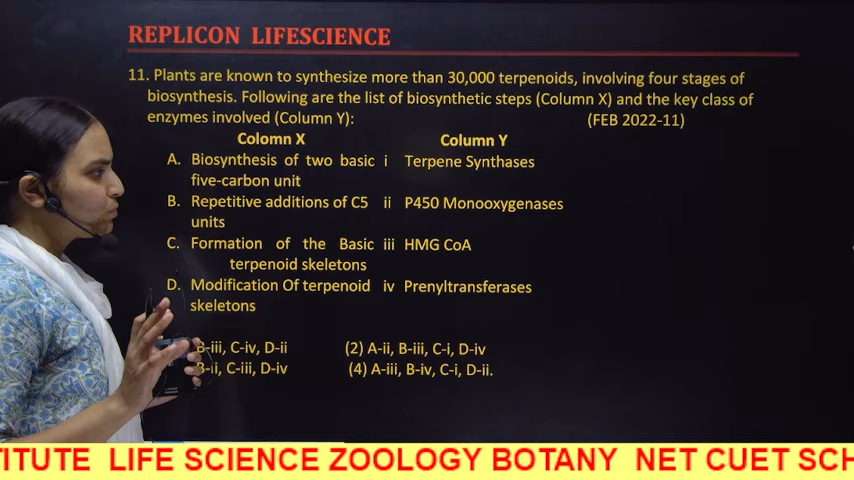 REPLICON LIFESCIENCE
11. Plants are known to synthesize more than 30,000 terpenoids, involving four stages of
biosynthesis. Following are the list of biosynthetic steps (Column X) and the key class of
enzymes involved (Column Y): (FEB 2022-11)
Colomn X Column Y
A. Biosynthesis of two basic i Terpene Synthases
five-carbon unit
B. Repetitive additions of C5 ii P450 Monooxygenases
units
C. Formation of the Basic iii HMG CoA
terpenoid skeletons
D. Modification Of terpenoid iv Prenyltransferases
skeletons
B-iii, C-iv, D-ii (2) A-ii, B-iii, C-i, D-iv
B-ii, C-iii, D-iv (4) A-iii, B-iv, C-i, D-ii.
TITUTE LIFE SCIENCE ZOOLOGY BOTANY NET CUET SCH